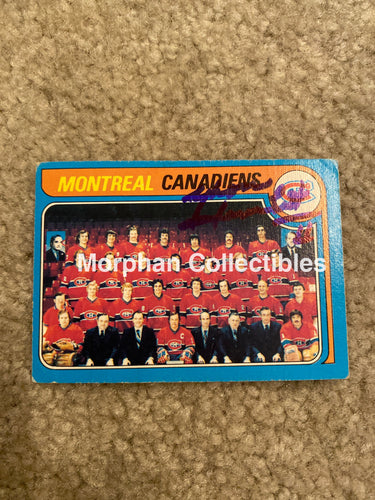 MONTREAL CANADIENS
Morphan Collectibles